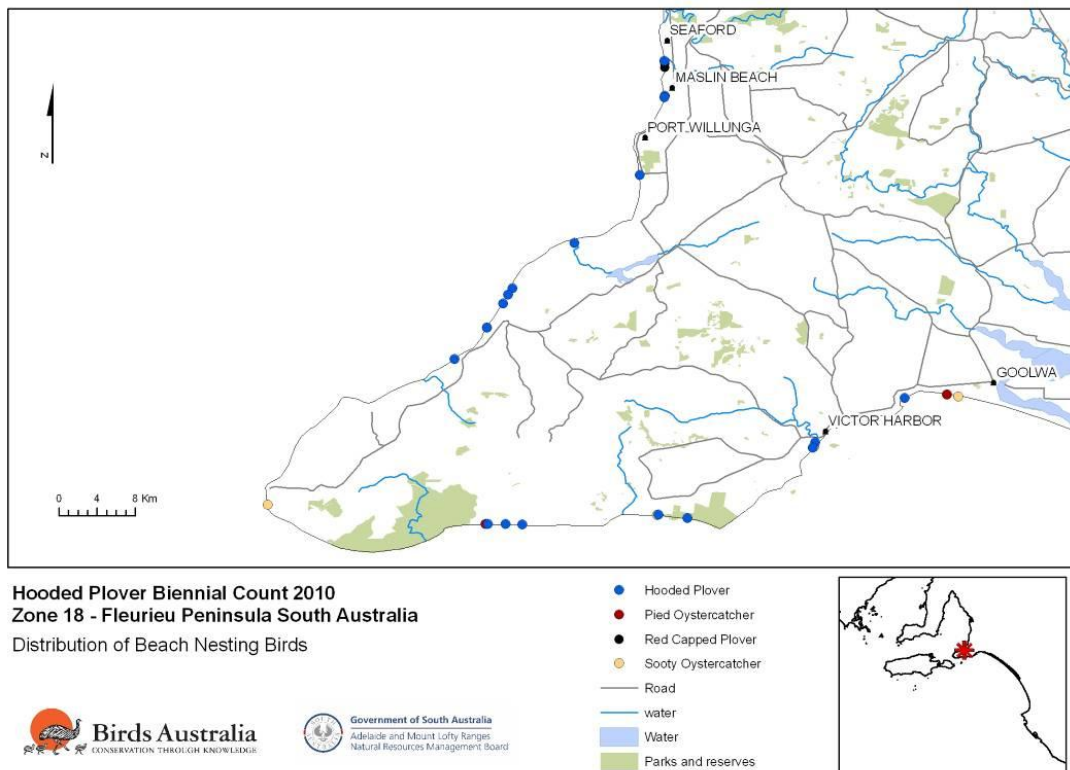 SEAFORD
MASLIN BEACH
PORT WILLUNGA
GOOLWA
VICTOR HARBOR
N
0 4 8 Km
Hooded Plover Biennial Count 2010
Zone 18 - Fleurieu Peninsula South Australia
Distribution of Beach Nesting Birds
Hooded Plover
Pied Oystercatcher
Red Capped Plover
Sooty Oystercatcher
Road
water
Water
Parks and reserves
Birds Australia
CONSERVATION THROUGH KNOWLEDGE
Government of South Australia
Adelaide and Mount Lofty Ranges
Natural Resources Management Board